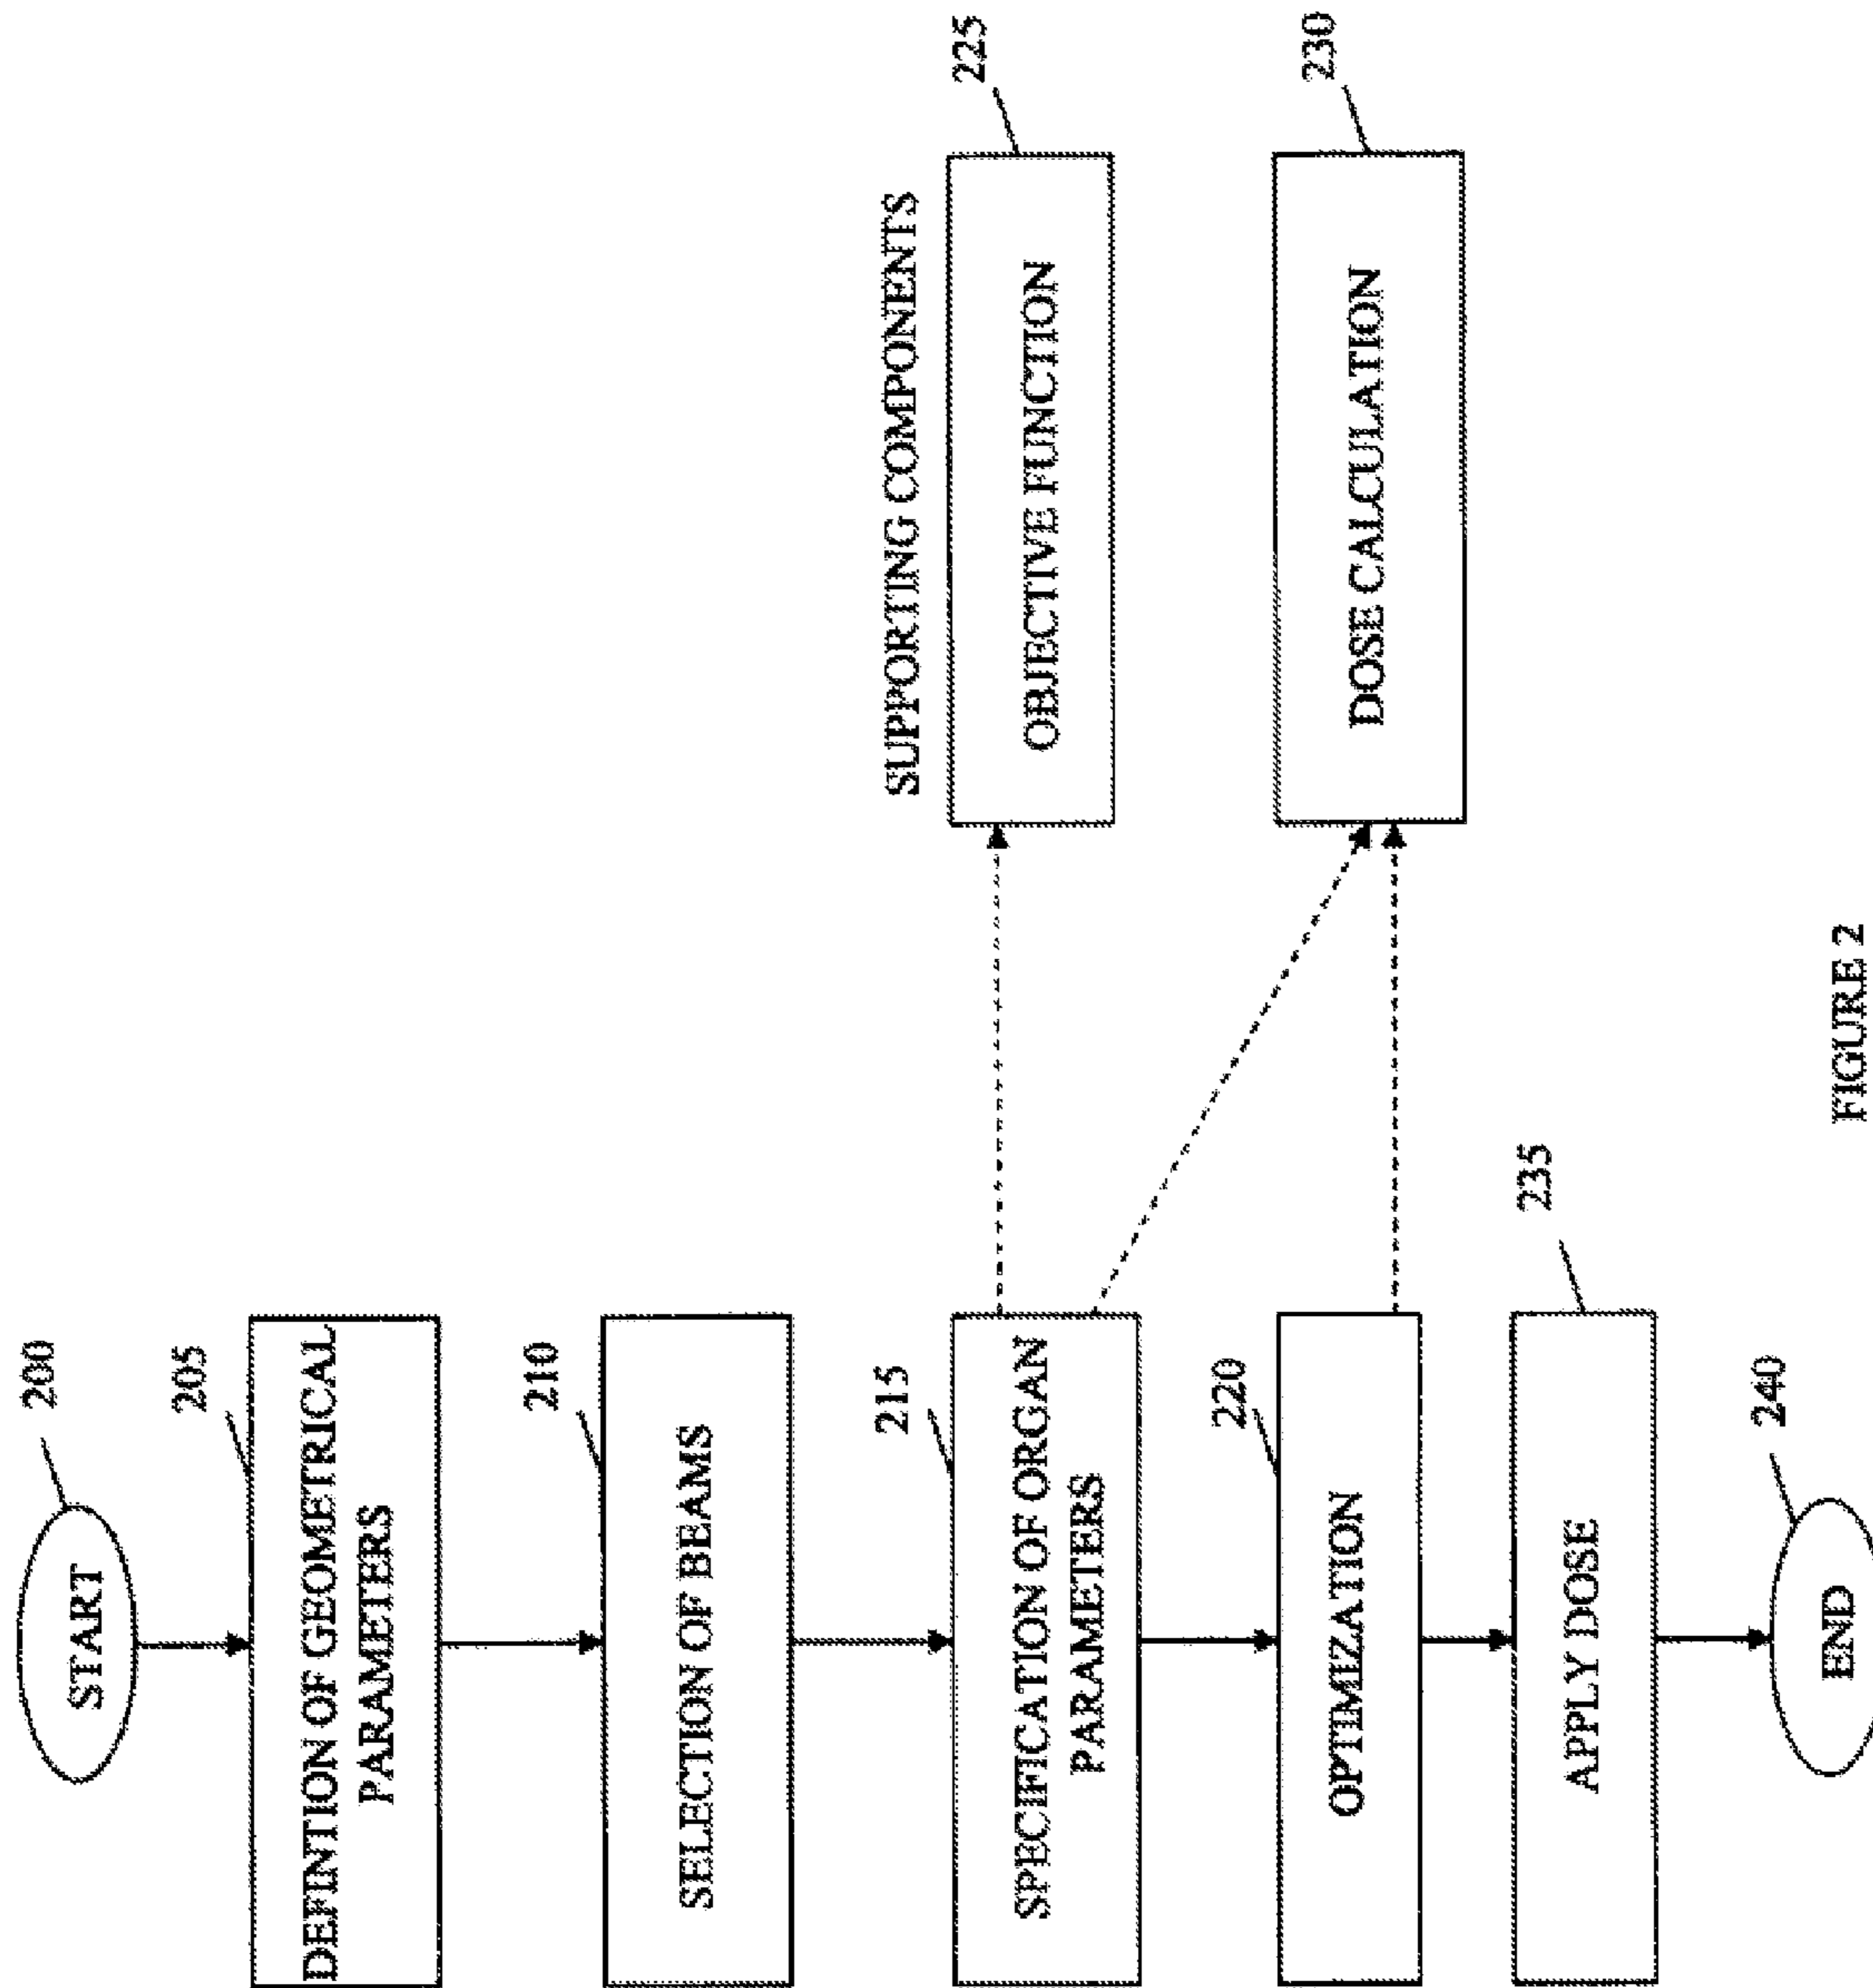 START
200
205
DEFINTION OF GEOMETRICAL
PARAMETERS
210
SELECTION OF BEAMS
215
SPECIFICATION OF ORGAN
PARAMETERS
SUPPORTING COMPONENTS
225
OBJECTIVE FUNCTION
220
OPTIMIZATION
230
DOSE CALCULATION
235
APPLY DOSE
240
END
FIGURE 2